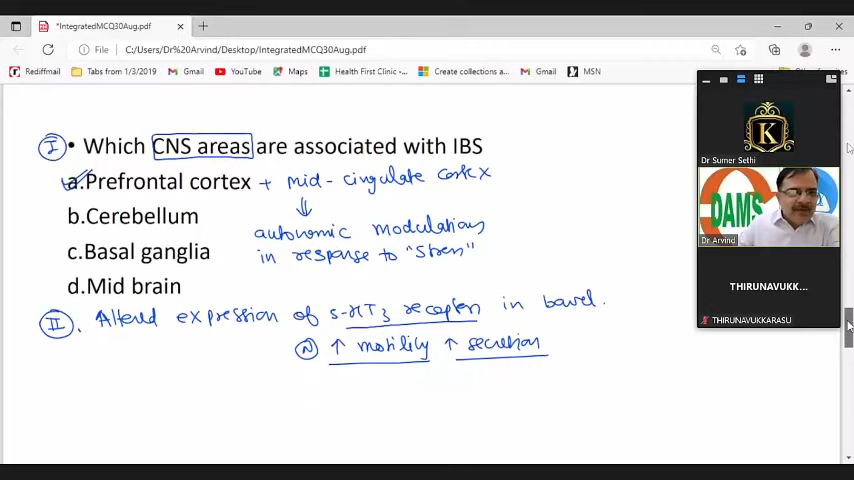 *IntegratedMCQ30Aug.pdf
File C:/Users/Dr%20Arvind/Desktop/IntegratedMCQ30Aug.pdf
Rediffmail Tabs from 1/3/2019 Gmail YouTube Maps Health First Clinic -... Create collections a... Gmail MSN
I • Which CNS areas are associated with IBS
a.Prefrontal cortex + mid-cingulate cortex
b.Cerebellum
autonomic modulations
c.Basal ganglia
in response to "Stress"
d.Mid brain
II. Altered expression of 5-HT3 receptors in bowel.
N ↑ motility ↑ secretion
K
Dr Sumer Sethi
DAMS
Dr Arvind
THIRUNAVUKK...
THIRUNAVUKKARASU